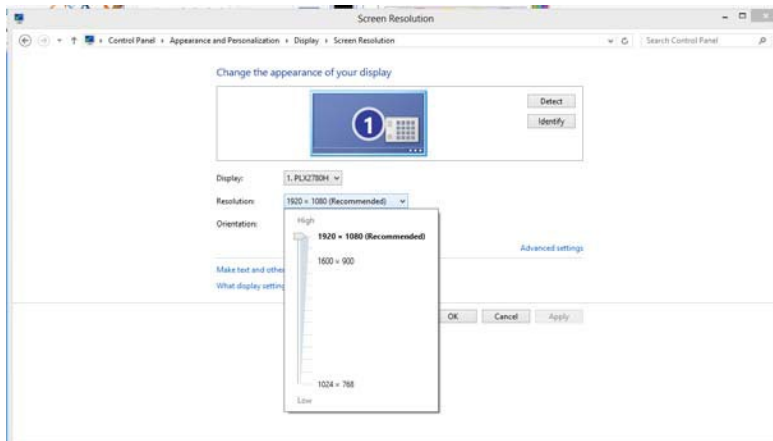 Screen Resolution
Control Panel Appearance and Personalization Display Screen Resolution
Search Control Panel
Change the appearance of your display
1
Detect
Identify
Display:
1. PLX2780H
Resolution:
1920 × 1080 (Recommended)
Orientation:
High
1920 × 1080 (Recommended)
1600 × 900
Advanced settings
Make text and othe
What display setting
OK Cancel Apply
1024 × 768
Low